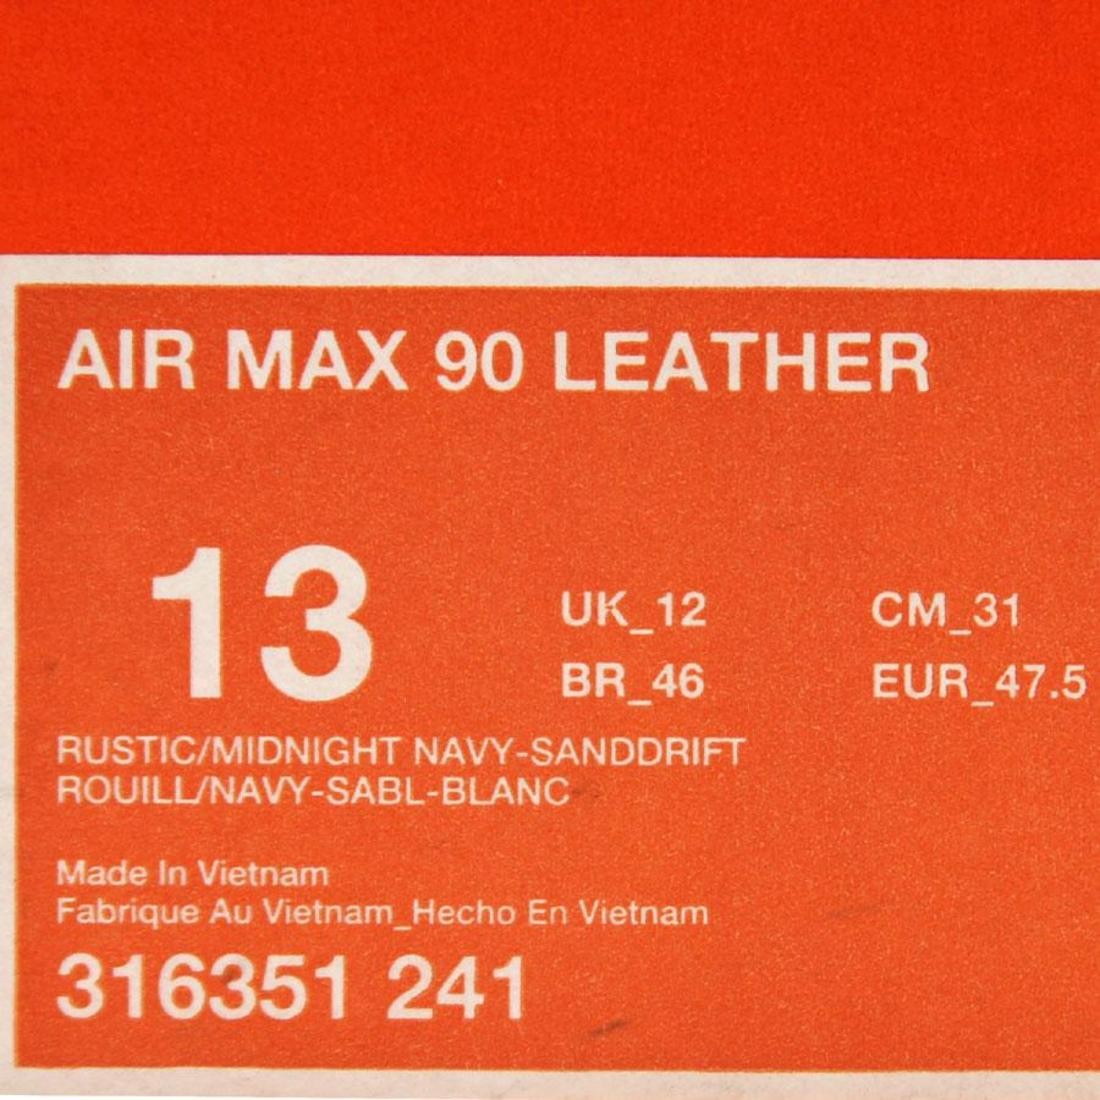 AIR MAX 90 LEATHER
13
UK_12 CM_31
BR_46 EUR_47.5
RUSTIC/MIDNIGHT NAVY-SANDDRIFT
ROUILL/NAVY-SABL-BLANC
Made In Vietnam
Fabrique Au Vietnam_Hecho En Vietnam
316351 241